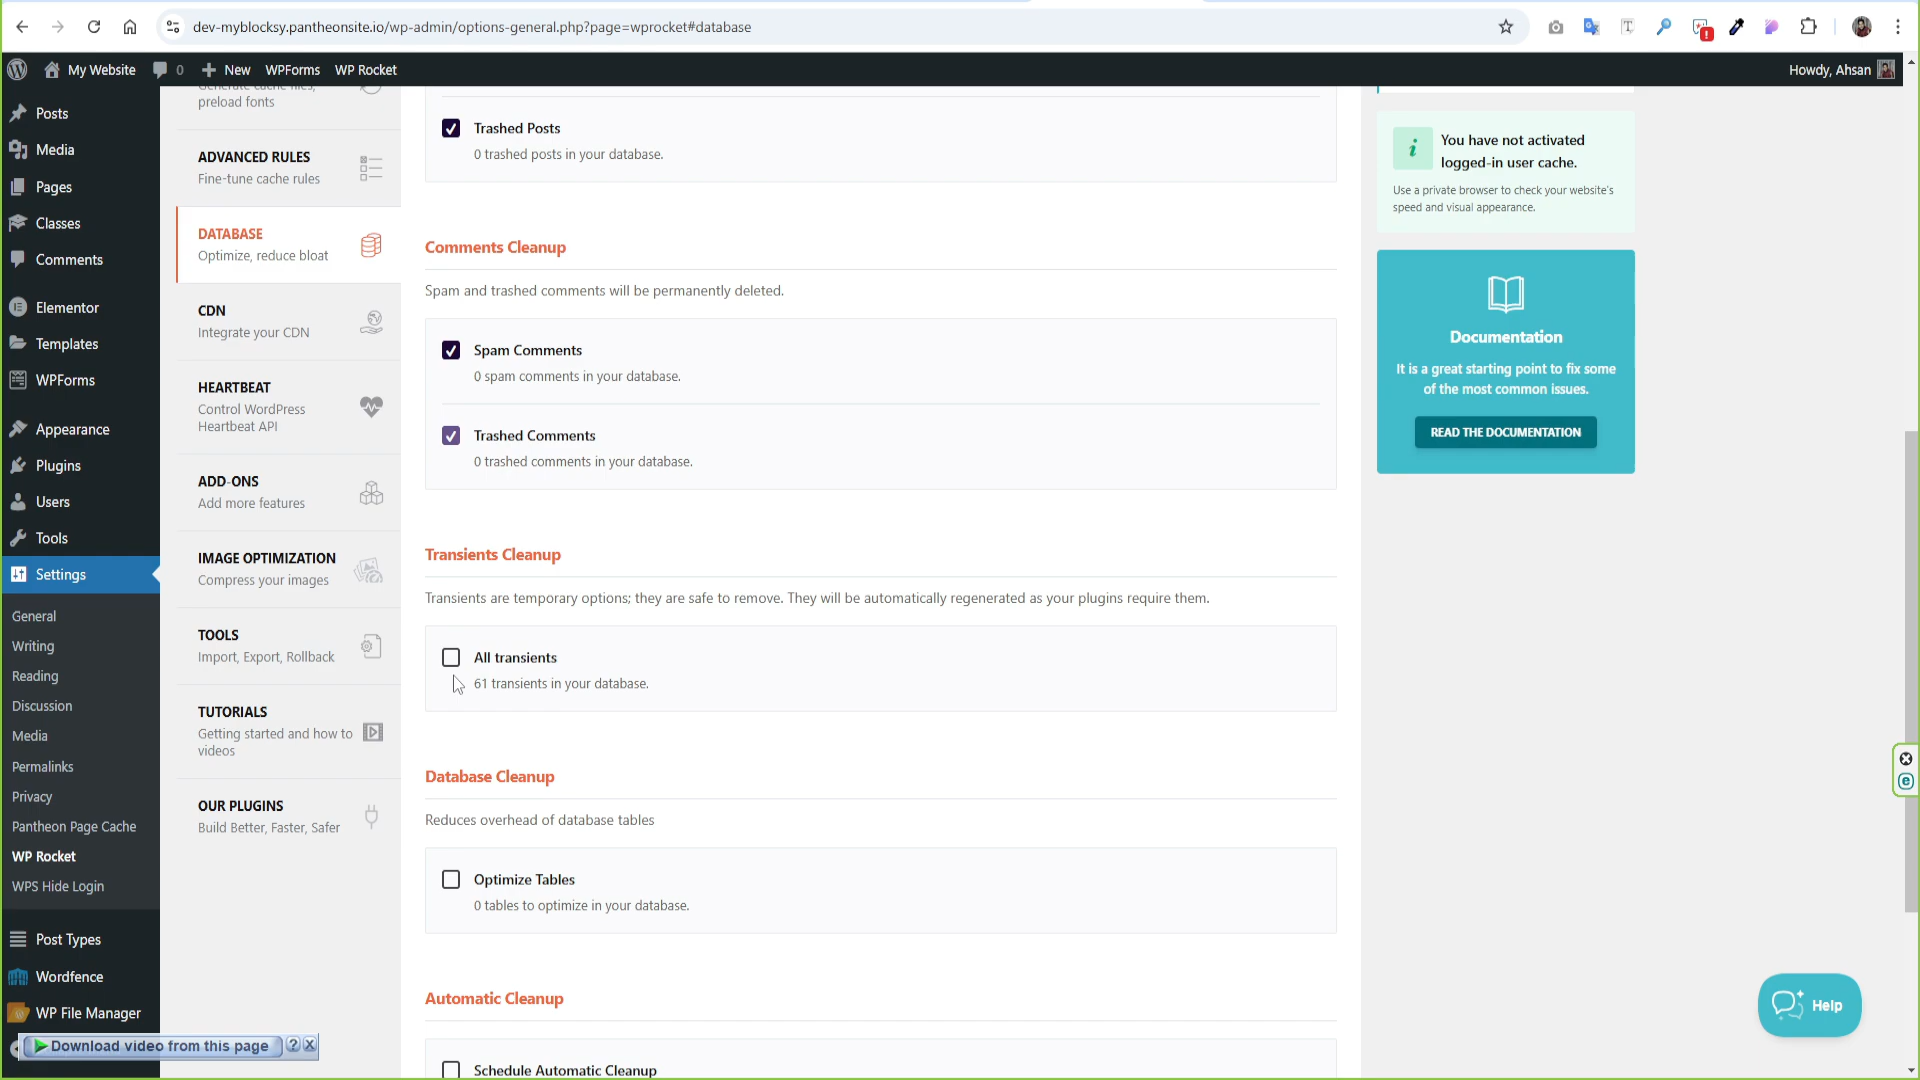 dev-myblocksy.pantheonsite.io/wp-admin/options-general.php?page=wprocket#database
My Website
0
New
WPForms
WP Rocket
Howdy, Ahsan
Posts
Media
Pages
Classes
Comments
Elementor
Templates
WPForms
Appearance
Plugins
Users
Tools
Settings
General
Writing
Reading
Discussion
Media
Permalinks
Privacy
Pantheon Page Cache
WP Rocket
WPS Hide Login
Post Types
Wordfence
WP File Manager
Download video from this page
Generate cache files,
preload fonts
ADVANCED RULES
Fine-tune cache rules
DATABASE
Optimize, reduce bloat
CDN
Integrate your CDN
HEARTBEAT
Control WordPress
Heartbeat API
ADD-ONS
Add more features
IMAGE OPTIMIZATION
Compress your images
TOOLS
Import, Export, Rollback
TUTORIALS
Getting started and how to
videos
OUR PLUGINS
Build Better, Faster, Safer
Trashed Posts
0 trashed posts in your database.
Comments Cleanup
Spam and trashed comments will be permanently deleted.
Spam Comments
0 spam comments in your database.
Trashed Comments
0 trashed comments in your database.
Transients Cleanup
Transients are temporary options; they are safe to remove. They will be automatically regenerated as your plugins require them.
All transients
61 transients in your database.
Database Cleanup
Reduces overhead of database tables
Optimize Tables
0 tables to optimize in your database.
Automatic Cleanup
Schedule Automatic Cleanup
You have not activated
logged-in user cache.
Use a private browser to check your website's
speed and visual appearance.
Documentation
It is a great starting point to fix some
of the most common issues.
READ THE DOCUMENTATION
Help